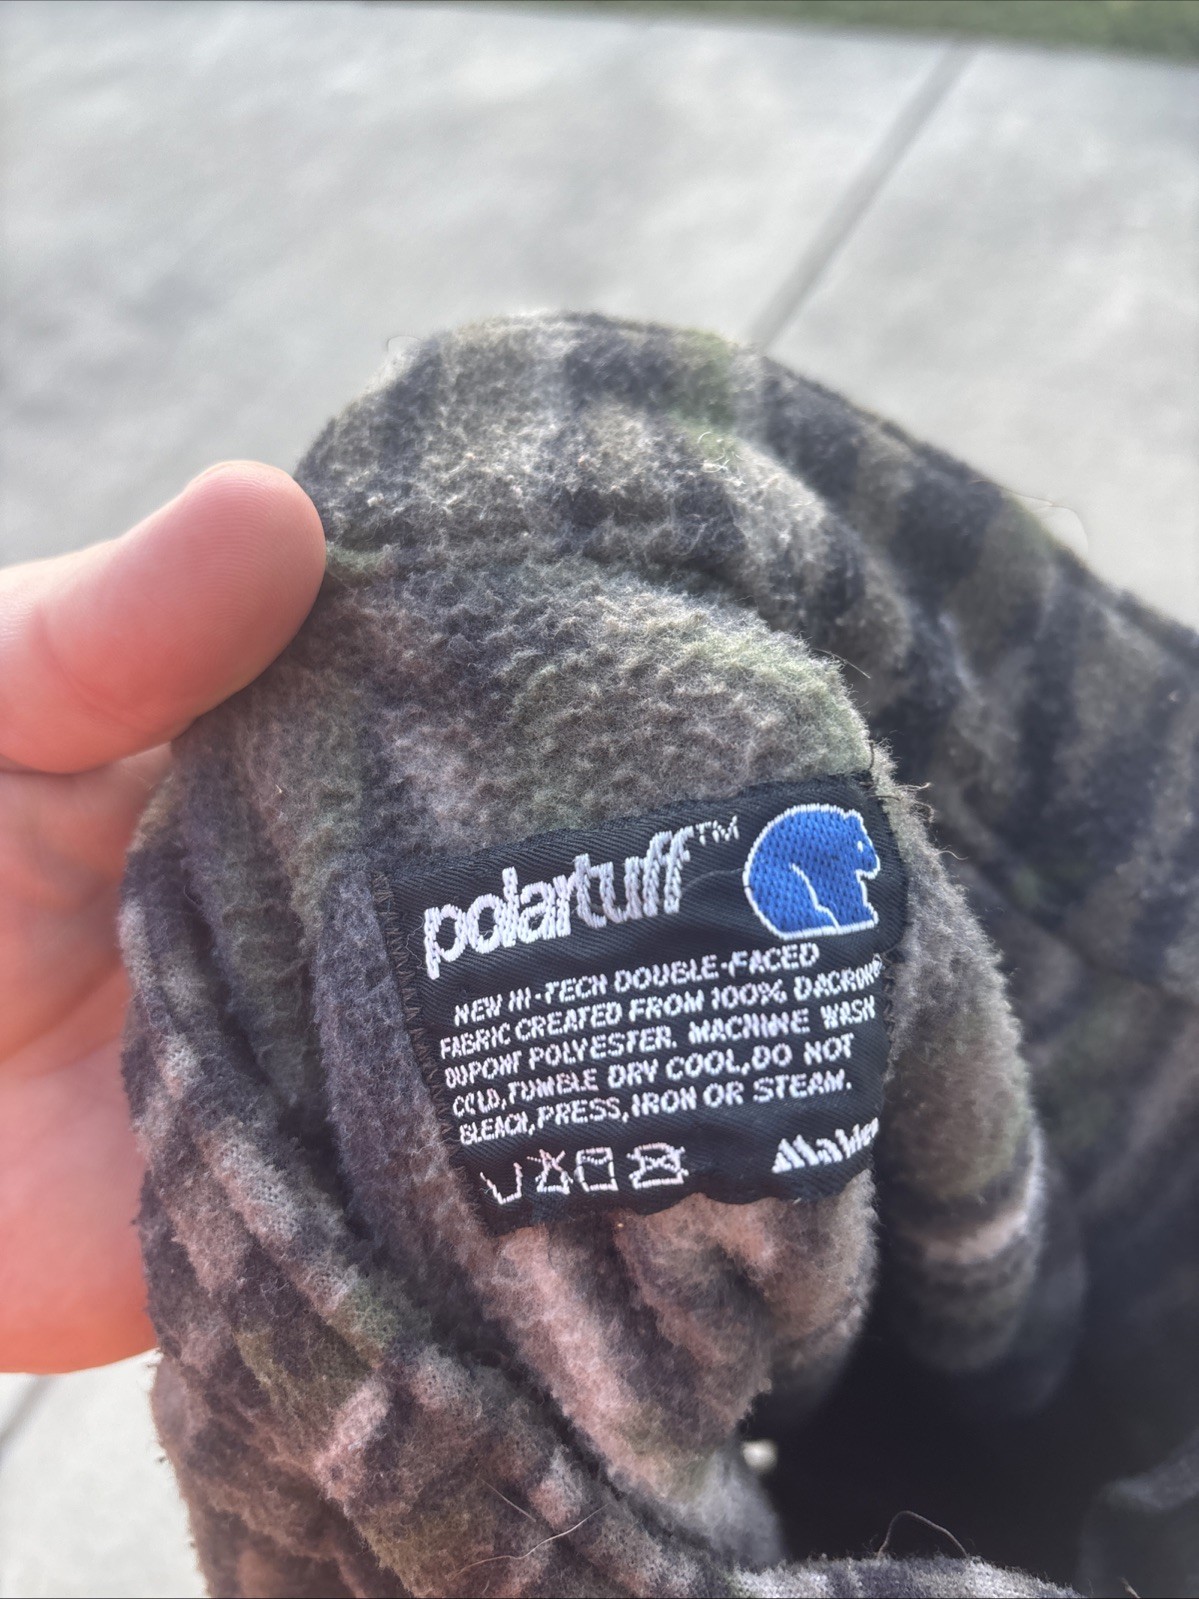 polartuff™
NEW HI-TECH DOUBLE-FACED
FABRIC CREATED FROM 100% DACRON®
DUPONT POLYESTER. MACHINE WASH
COLD, TUMBLE DRY COOL, DO NOT
BLEACH, PRESS, IRON OR STEAM.
Malden